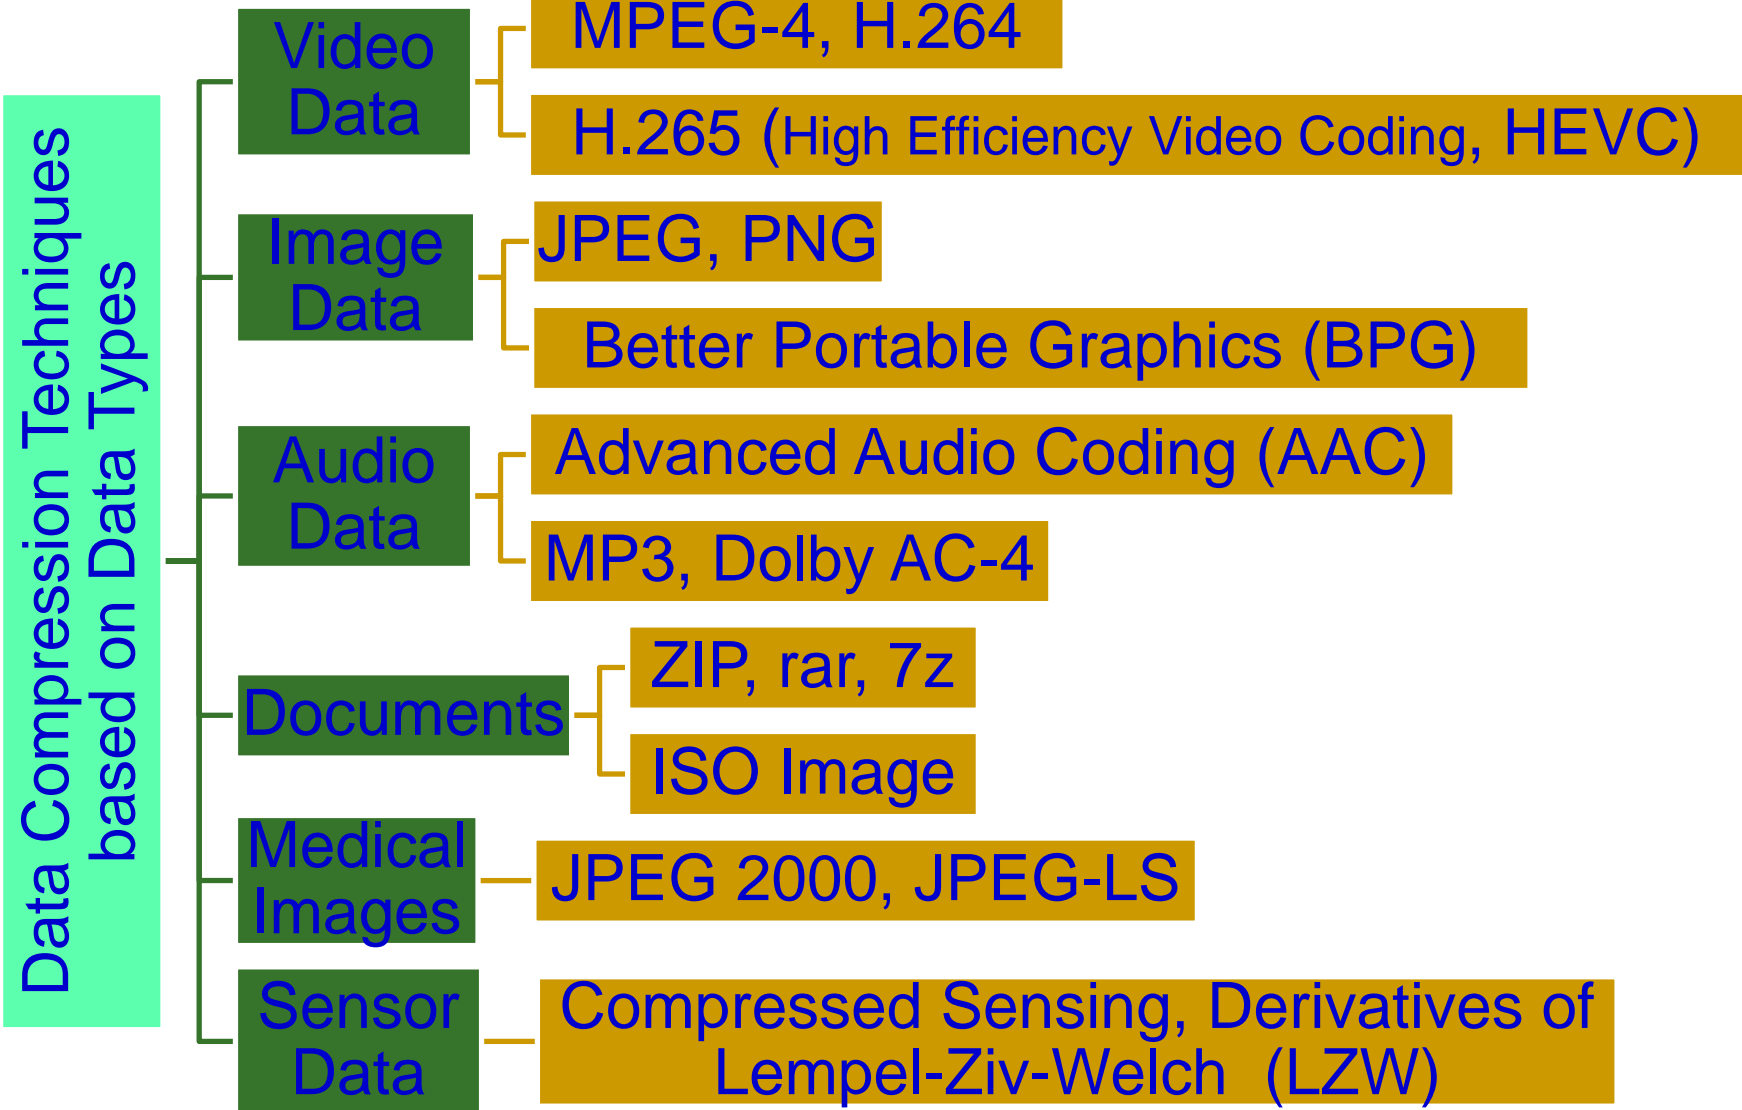 Data Compression Techniques
based on Data Types
Video
Data
MPEG-4, H.264
H.265 (High Efficiency Video Coding, HEVC)
Image
Data
JPEG, PNG
Better Portable Graphics (BPG)
Audio
Data
Advanced Audio Coding (AAC)
MP3, Dolby AC-4
Documents
ZIP, rar, 7z
ISO Image
Medical
Images
JPEG 2000, JPEG-LS
Sensor
Data
Compressed Sensing, Derivatives of
Lempel-Ziv-Welch (LZW)